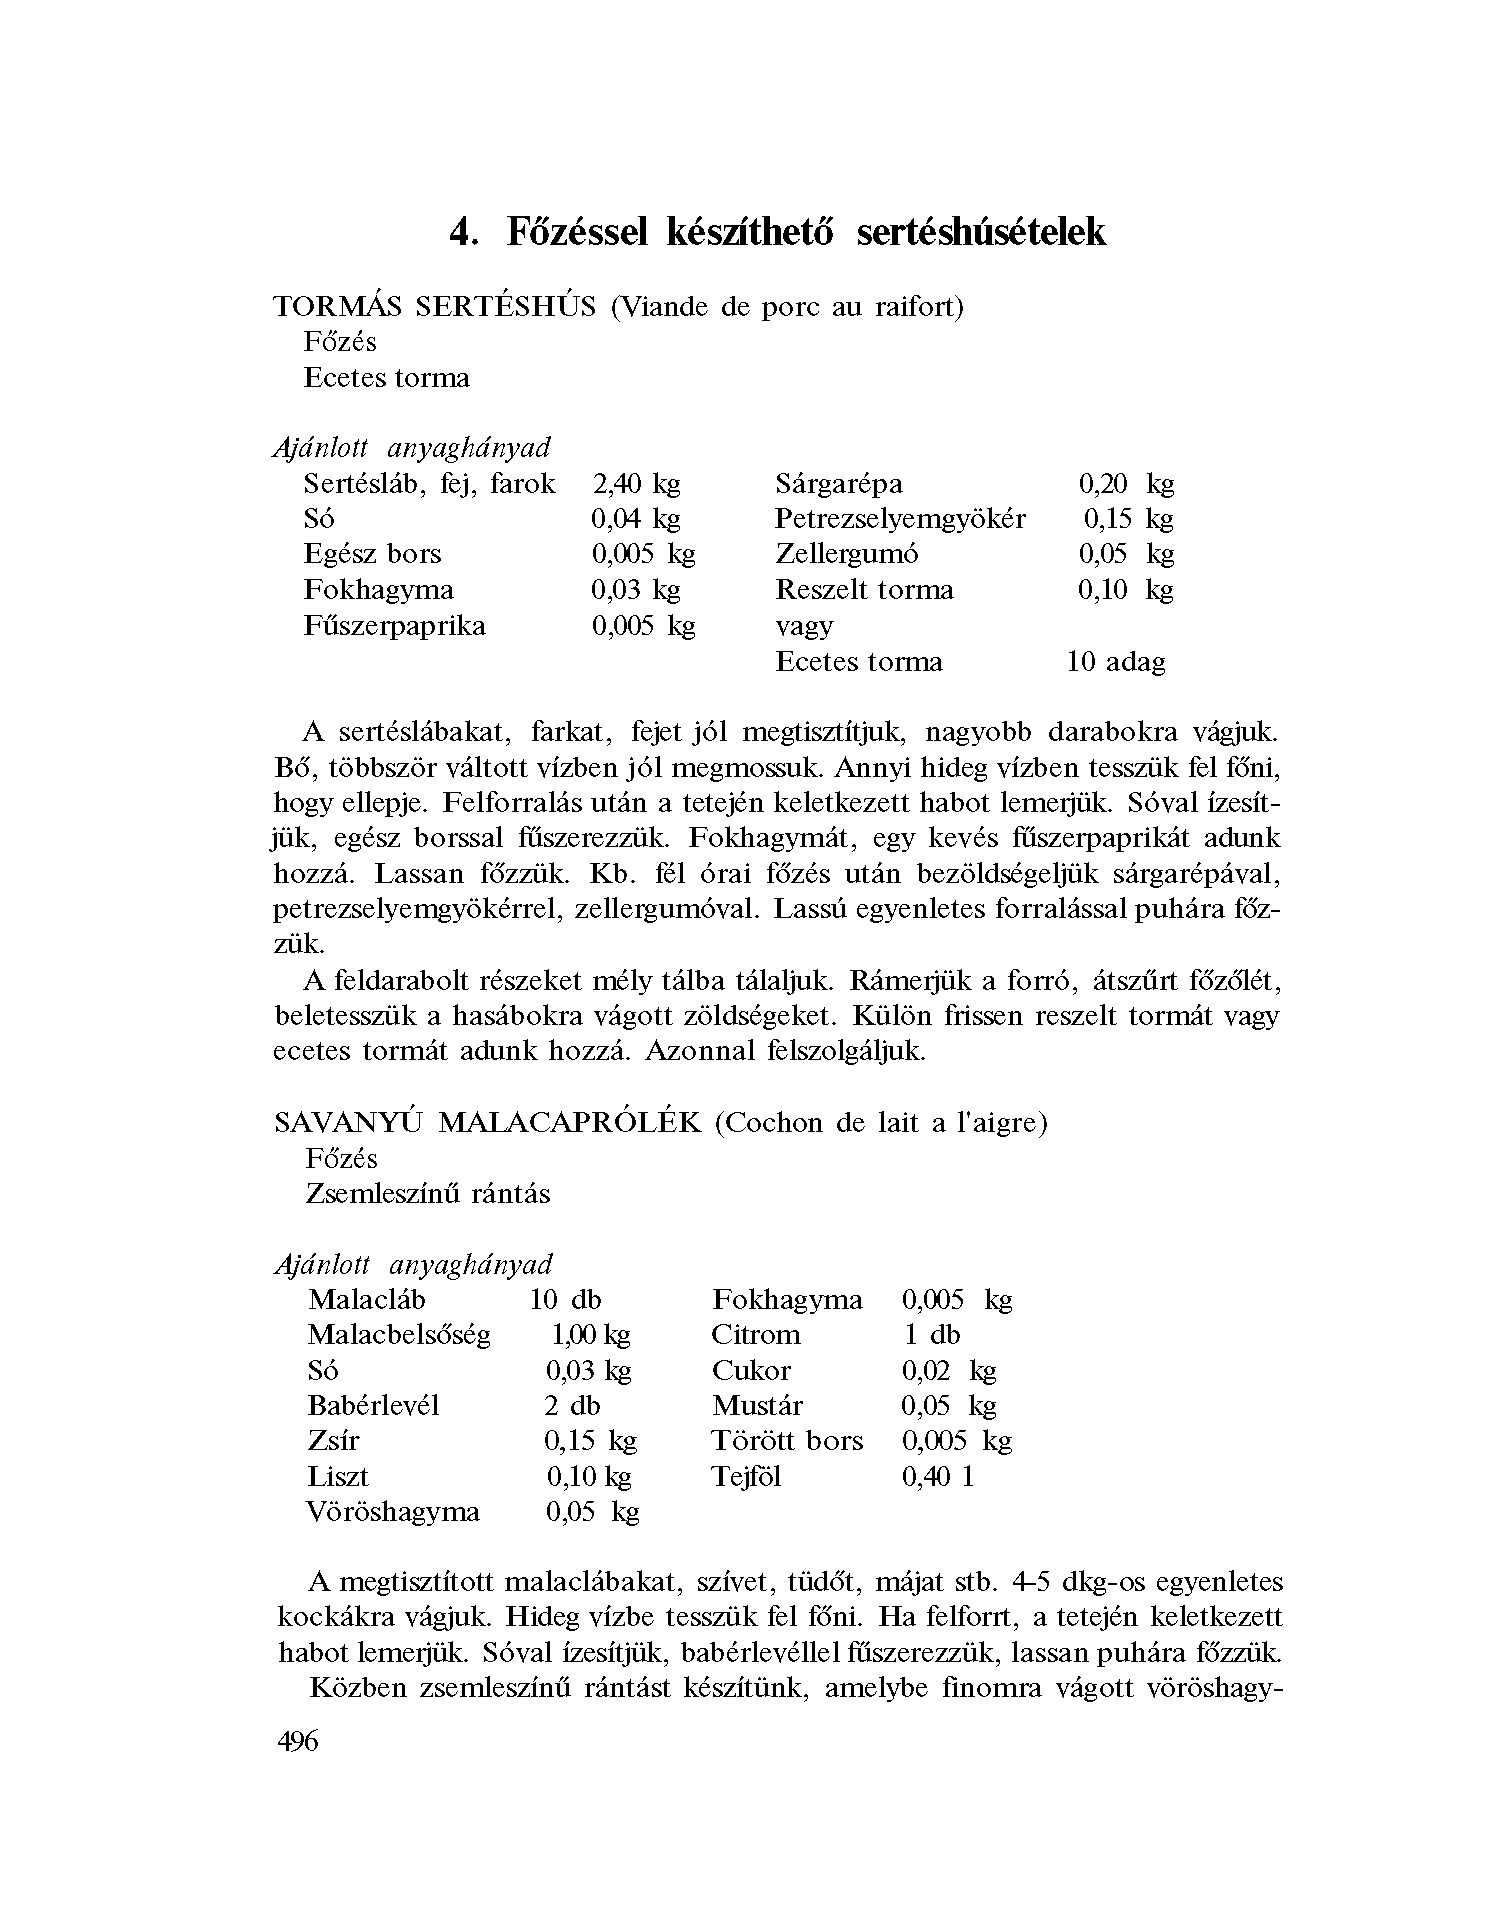 4. Főzéssel készíthető sertéshúsételek
TORMÁS SERTÉSHÚS (Viande de porc au raifort)
Főzés
Ecetes torma
Ajánlott anyaghányad
Sertésláb, fej, farok 2,40 kg Sárgarépa 0,20 kg
Só 0,04 kg Petrezselyemgyökér 0,15 kg
Egész bors 0,005 kg Zellergumó 0,05 kg
Fokhagyma 0,03 kg Reszelt torma 0,10 kg
Fűszerpaprika 0,005 kg vagy
Ecetes torma 10 adag
A sertéslábakat, farkat, fejet jól megtisztítjuk, nagyobb darabokra vágjuk.
Bő, többször váltott vízben jól megmossuk. Annyi hideg vízben tesszük fel főni,
hogy ellepje. Felforralás után a tetején keletkezett habot lemerjük. Sóval ízesít-
jük, egész borssal fűszerezzük. Fokhagymát, egy kevés fűszerpaprikát adunk
hozzá. Lassan főzzük. Kb. fél órai főzés után bezöldségeljük sárgarépával,
petrezselyemgyökérrel, zellergumóval. Lassú egyenletes forralással puhára főz-
zük.
A feldarabolt részeket mély tálba tálaljuk. Rámerjük a forró, átszűrt főzőlét,
beletesszük a hasábokra vágott zöldségeket. Külön frissen reszelt tormát vagy
ecetes tormát adunk hozzá. Azonnal felszolgáljuk.
SAVANYÚ MALACAPRÓLÉK (Cochon de lait a l'aigre)
Főzés
Zsemleszínű rántás
Ajánlott anyaghányad
Malacláb 10 db Fokhagyma 0,005 kg
Malacbelsőség 1,00 kg Citrom 1 db
Só 0,03 kg Cukor 0,02 kg
Babérlevél 2 db Mustár 0,05 kg
Zsír 0,15 kg Törött bors 0,005 kg
Liszt 0,10 kg Tejföl 0,40 l
Vöröshagyma 0,05 kg
A megtisztított malaclábakat, szívet, tüdőt, májat stb. 4-5 dkg-os egyenletes
kockákra vágjuk. Hideg vízbe tesszük fel főni. Ha felforrt, a tetején keletkezett
habot lemerjük. Sóval ízesítjük, babérlevéllel fűszerezzük, lassan puhára főzzük.
Közben zsemleszínű rántást készítünk, amelybe finomra vágott vöröshagy-
496